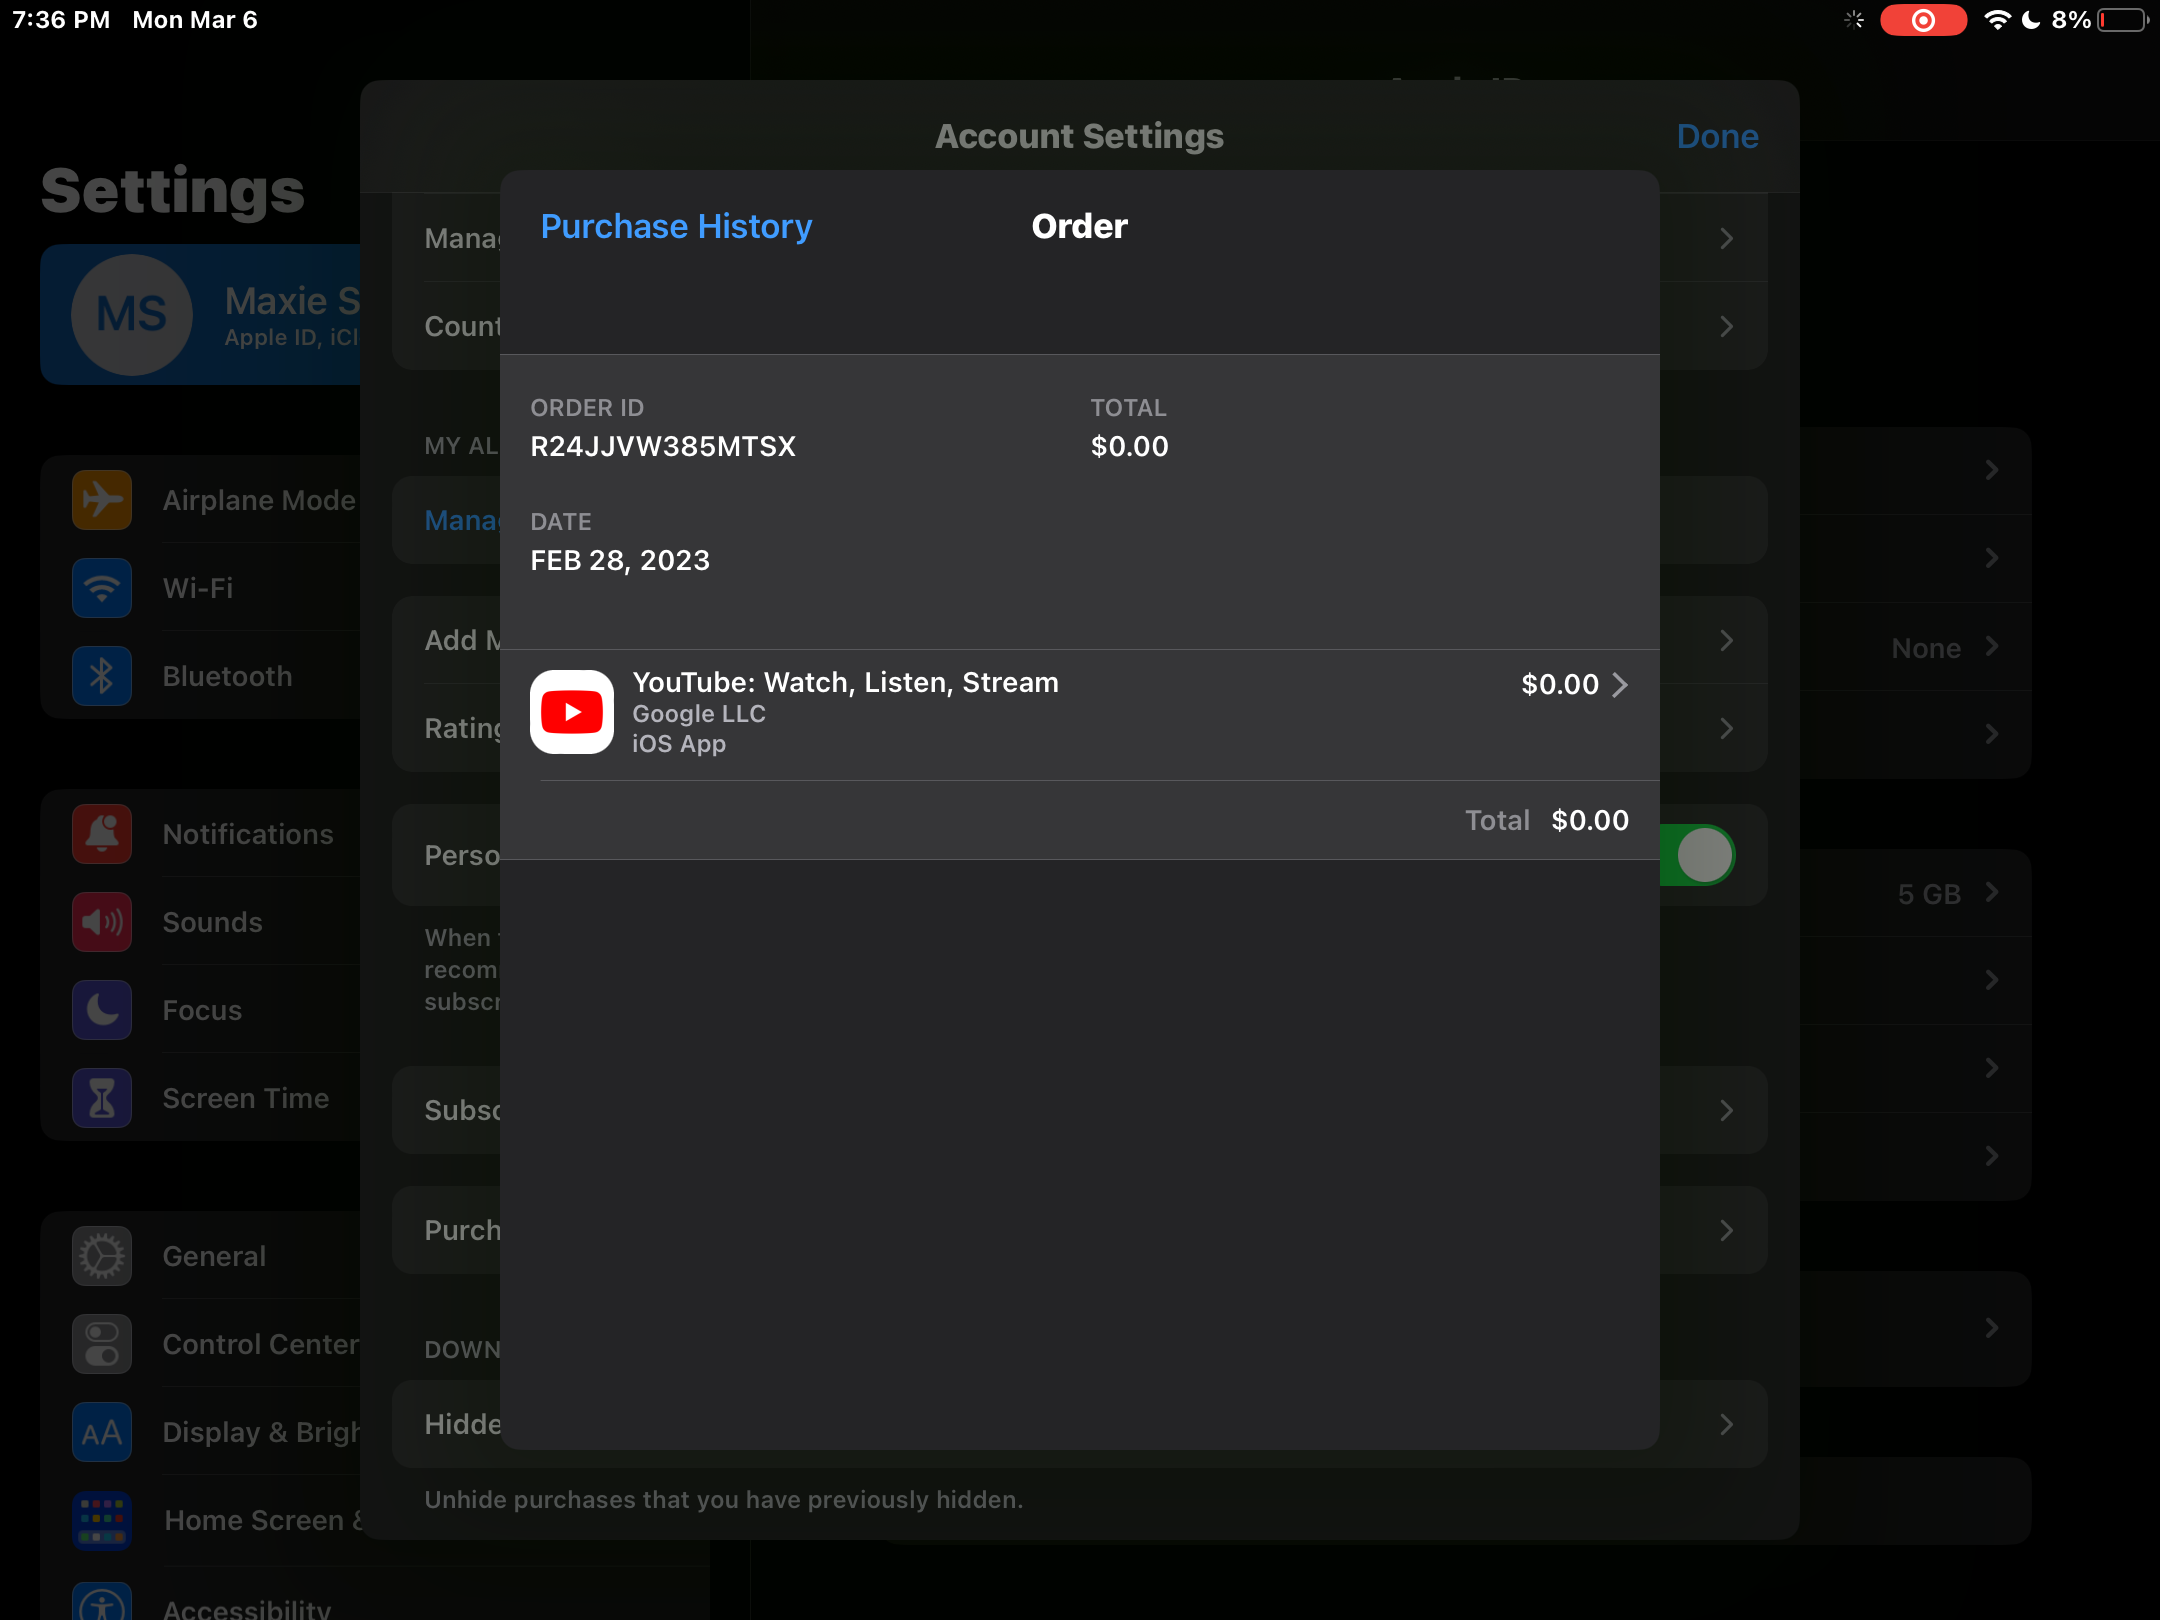 7:36 PM Mon Mar 6
8%
Settings
MS
Maxie S
Apple ID, iCl
Airplane Mode
Wi-Fi
Bluetooth
Notifications
Sounds
Focus
Screen Time
General
Control Center
Display & Brigh
Home Screen &
Accessibility
Account Settings
Done
Manag
Count
MY AL
Manag
Add M
Rating
Perso
When
recom
subscr
Subsc
Purch
DOWN
Hidde
Unhide purchases that you have previously hidden.
Purchase History
Order
ORDER ID
R24JJVW385MTSX
TOTAL
$0.00
DATE
FEB 28, 2023
YouTube: Watch, Listen, Stream
$0.00
Google LLC
iOS App
Total $0.00
None
5 GB